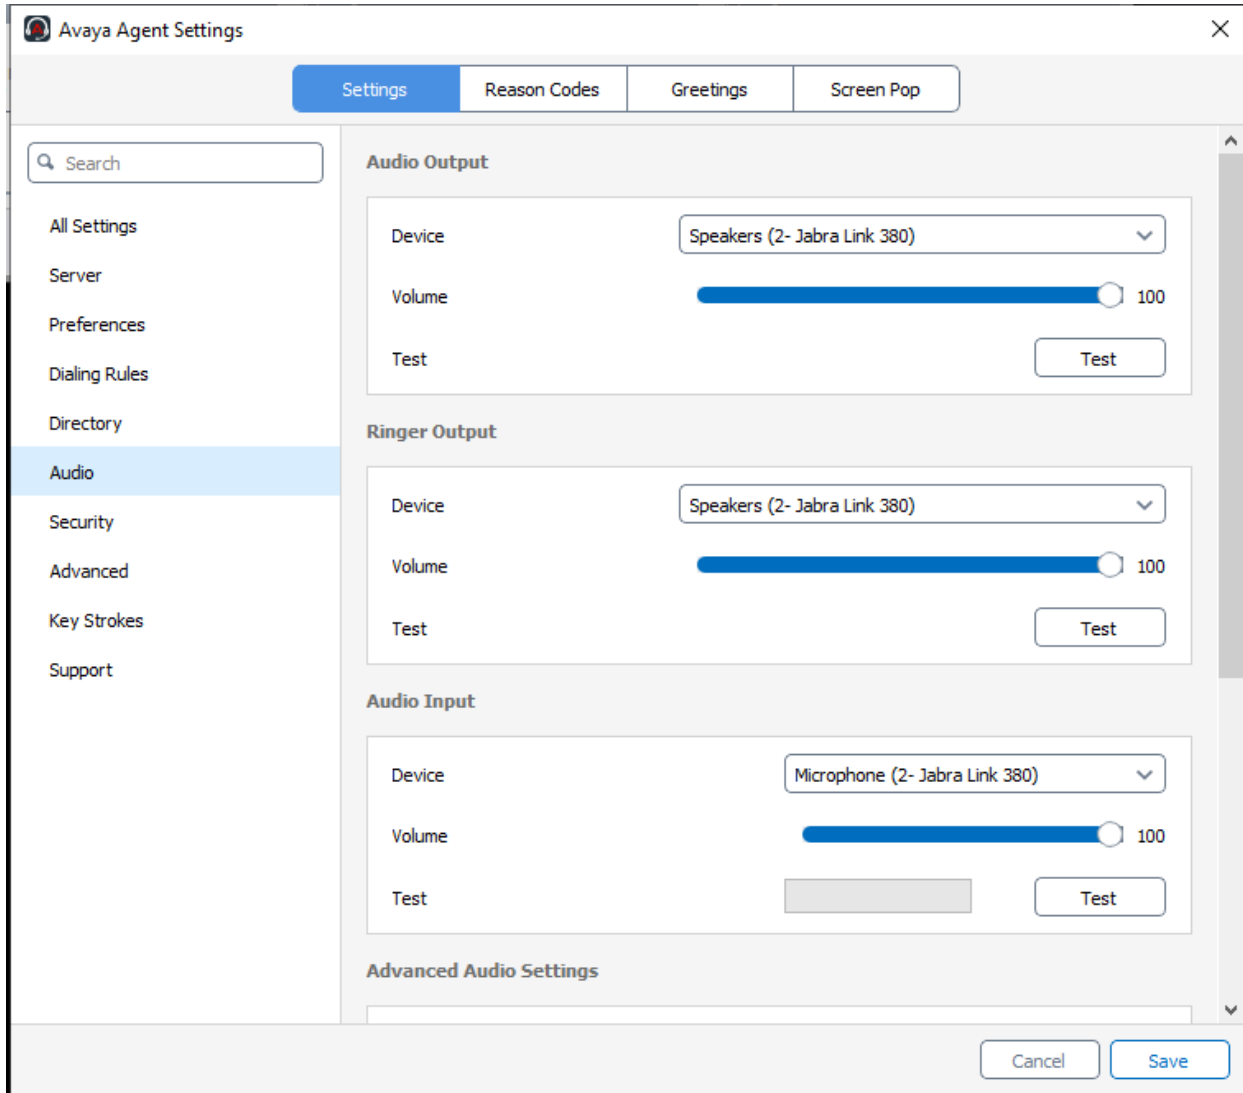 Avaya Agent Settings
Settings
Reason Codes
Greetings
Screen Pop
Search
All Settings
Server
Preferences
Dialing Rules
Directory
Audio
Security
Advanced
Key Strokes
Support
Audio Output
Device
Speakers (2- Jabra Link 380)
Volume
100
Test
Test
Ringer Output
Device
Speakers (2- Jabra Link 380)
Volume
100
Test
Test
Audio Input
Device
Microphone (2- Jabra Link 380)
Volume
100
Test
Test
Advanced Audio Settings
Cancel
Save